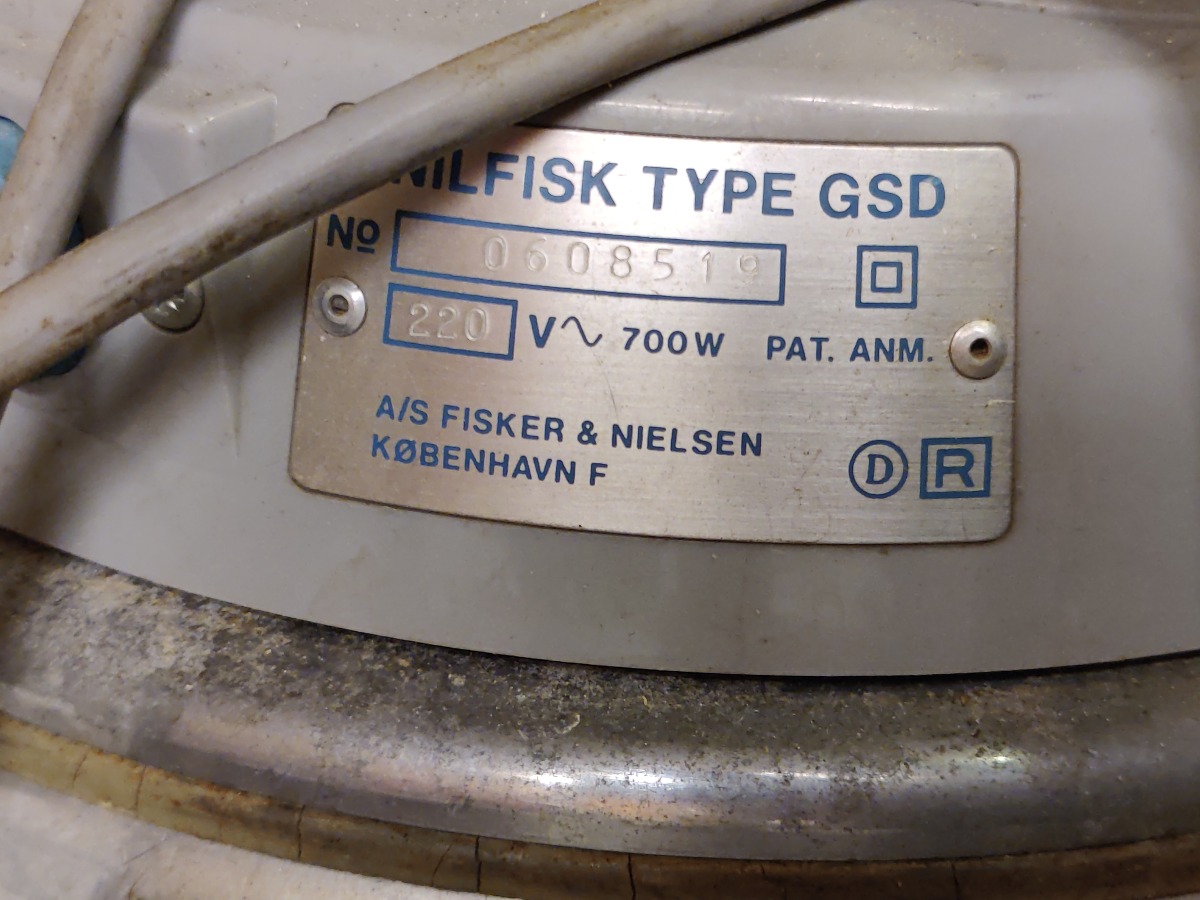 NILFISK TYPE GSD
No 0608519
220 V~ 700W PAT. ANM.
A/S FISKER & NIELSEN
KØBENHAVN F
D R